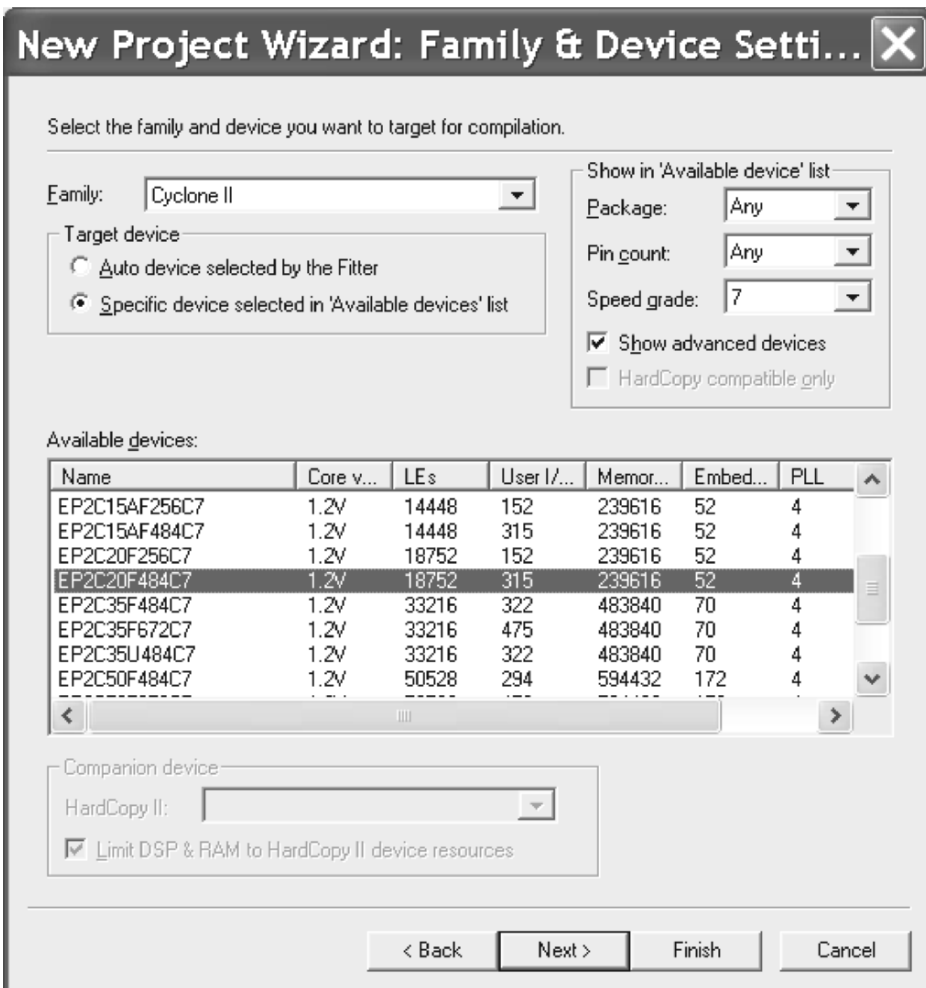 New Project Wizard: Family & Device Setti...
Select the family and device you want to target for compilation.
Family: Cyclone II
Target device
Auto device selected by the Fitter
Specific device selected in 'Available devices' list
Show in 'Available device' list
Package: Any
Pin count: Any
Speed grade: 7
Show advanced devices
HardCopy compatible only
Available devices:
Name Core v... LEs User I/... Memor... Embed... PLL
EP2C15AF256C7 1.2V 14448 152 239616 52 4
EP2C15AF484C7 1.2V 14448 315 239616 52 4
EP2C20F256C7 1.2V 18752 152 239616 52 4
EP2C20F484C7 1.2V 18752 315 239616 52 4
EP2C35F484C7 1.2V 33216 322 483840 70 4
EP2C35F672C7 1.2V 33216 475 483840 70 4
EP2C35U484C7 1.2V 33216 322 483840 70 4
EP2C50F484C7 1.2V 50528 294 594432 172 4
Companion device
HardCopy II:
Limit DSP & RAM to HardCopy II device resources
< Back Next > Finish Cancel